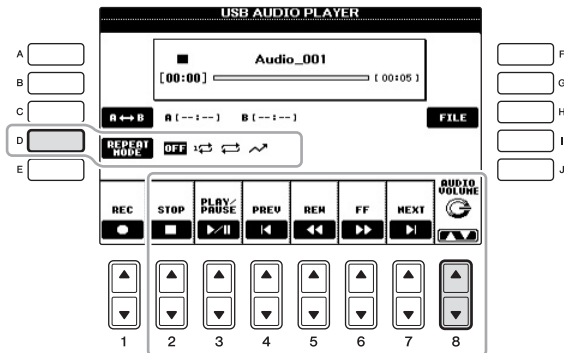 USB AUDIO PLAYER
Audio_001
[00:00] [00:05]
A B C D E
F G H I J
A↔B A[--:--] B[--:--] FILE
REPEAT MODE OFF 1
AUDIO VOLUME
REC STOP PLAY/PAUSE PREV REW FF NEXT
1 2 3 4 5 6 7 8